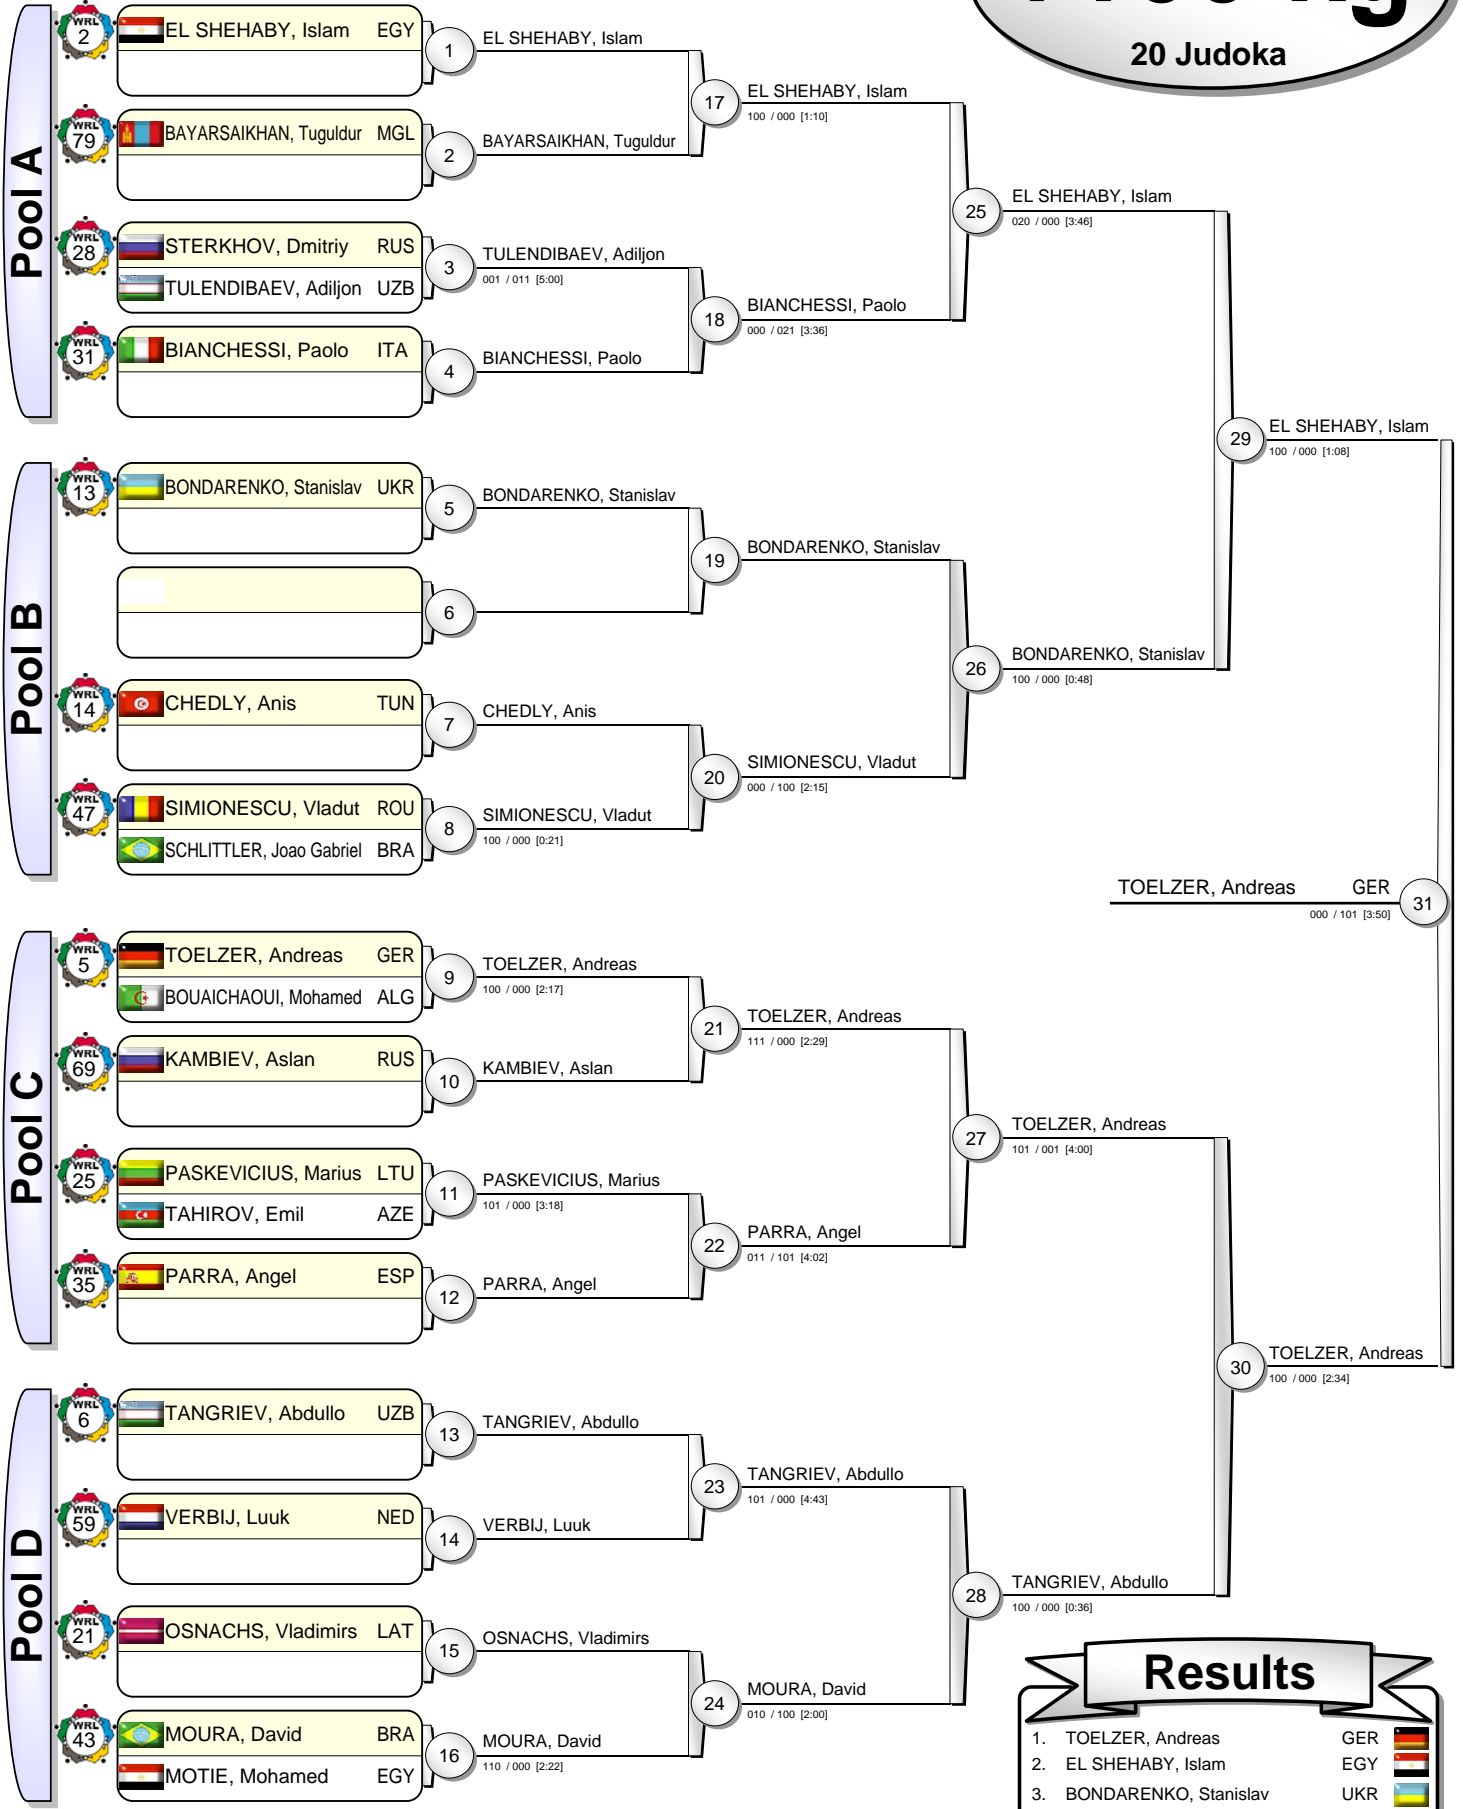 20 Judoka
Pool A
WRL 2 EL SHEHABY, Islam EGY
WRL 79 BAYARSAIKHAN, Tuguldur MGL
WRL 28 STERKHOV, Dmitriy RUS
TULENDIBAEV, Adiljon UZB
WRL 31 BIANCHESSI, Paolo ITA
1 EL SHEHABY, Islam
2 BAYARSAIKHAN, Tuguldur
3 TULENDIBAEV, Adiljon
001 / 011 [5:00]
4 BIANCHESSI, Paolo
17 EL SHEHABY, Islam
100 / 000 [1:10]
18 BIANCHESSI, Paolo
000 / 021 [3:36]
25 EL SHEHABY, Islam
020 / 000 [3:46]
Pool B
WRL 13 BONDARENKO, Stanislav UKR
WRL 14 CHEDLY, Anis TUN
WRL 47 SIMIONESCU, Vladut ROU
SCHLITTLER, Joao Gabriel BRA
5 BONDARENKO, Stanislav
6
7 CHEDLY, Anis
8 SIMIONESCU, Vladut
100 / 000 [0:21]
19 BONDARENKO, Stanislav
20 SIMIONESCU, Vladut
000 / 100 [2:15]
26 BONDARENKO, Stanislav
100 / 000 [0:48]
29 EL SHEHABY, Islam
100 / 000 [1:08]
TOELZER, Andreas GER 31
000 / 101 [3:50]
Pool C
WRL 5 TOELZER, Andreas GER
BOUAICHAOUI, Mohamed ALG
WRL 69 KAMBIEV, Aslan RUS
WRL 25 PASKEVICIUS, Marius LTU
TAHIROV, Emil AZE
WRL 35 PARRA, Angel ESP
9 TOELZER, Andreas
100 / 000 [2:17]
10 KAMBIEV, Aslan
11 PASKEVICIUS, Marius
101 / 000 [3:18]
12 PARRA, Angel
21 TOELZER, Andreas
111 / 000 [2:29]
22 PARRA, Angel
011 / 101 [4:02]
27 TOELZER, Andreas
101 / 001 [4:00]
Pool D
WRL 6 TANGRIEV, Abdullo UZB
WRL 59 VERBIJ, Luuk NED
WRL 21 OSNACHS, Vladimirs LAT
WRL 43 MOURA, David BRA
MOTIE, Mohamed EGY
13 TANGRIEV, Abdullo
14 VERBIJ, Luuk
15 OSNACHS, Vladimirs
16 MOURA, David
110 / 000 [2:22]
23 TANGRIEV, Abdullo
101 / 000 [4:43]
24 MOURA, David
010 / 100 [2:00]
28 TANGRIEV, Abdullo
100 / 000 [0:36]
30 TOELZER, Andreas
100 / 000 [2:34]
Results
1. TOELZER, Andreas GER
2. EL SHEHABY, Islam EGY
3. BONDARENKO, Stanislav UKR